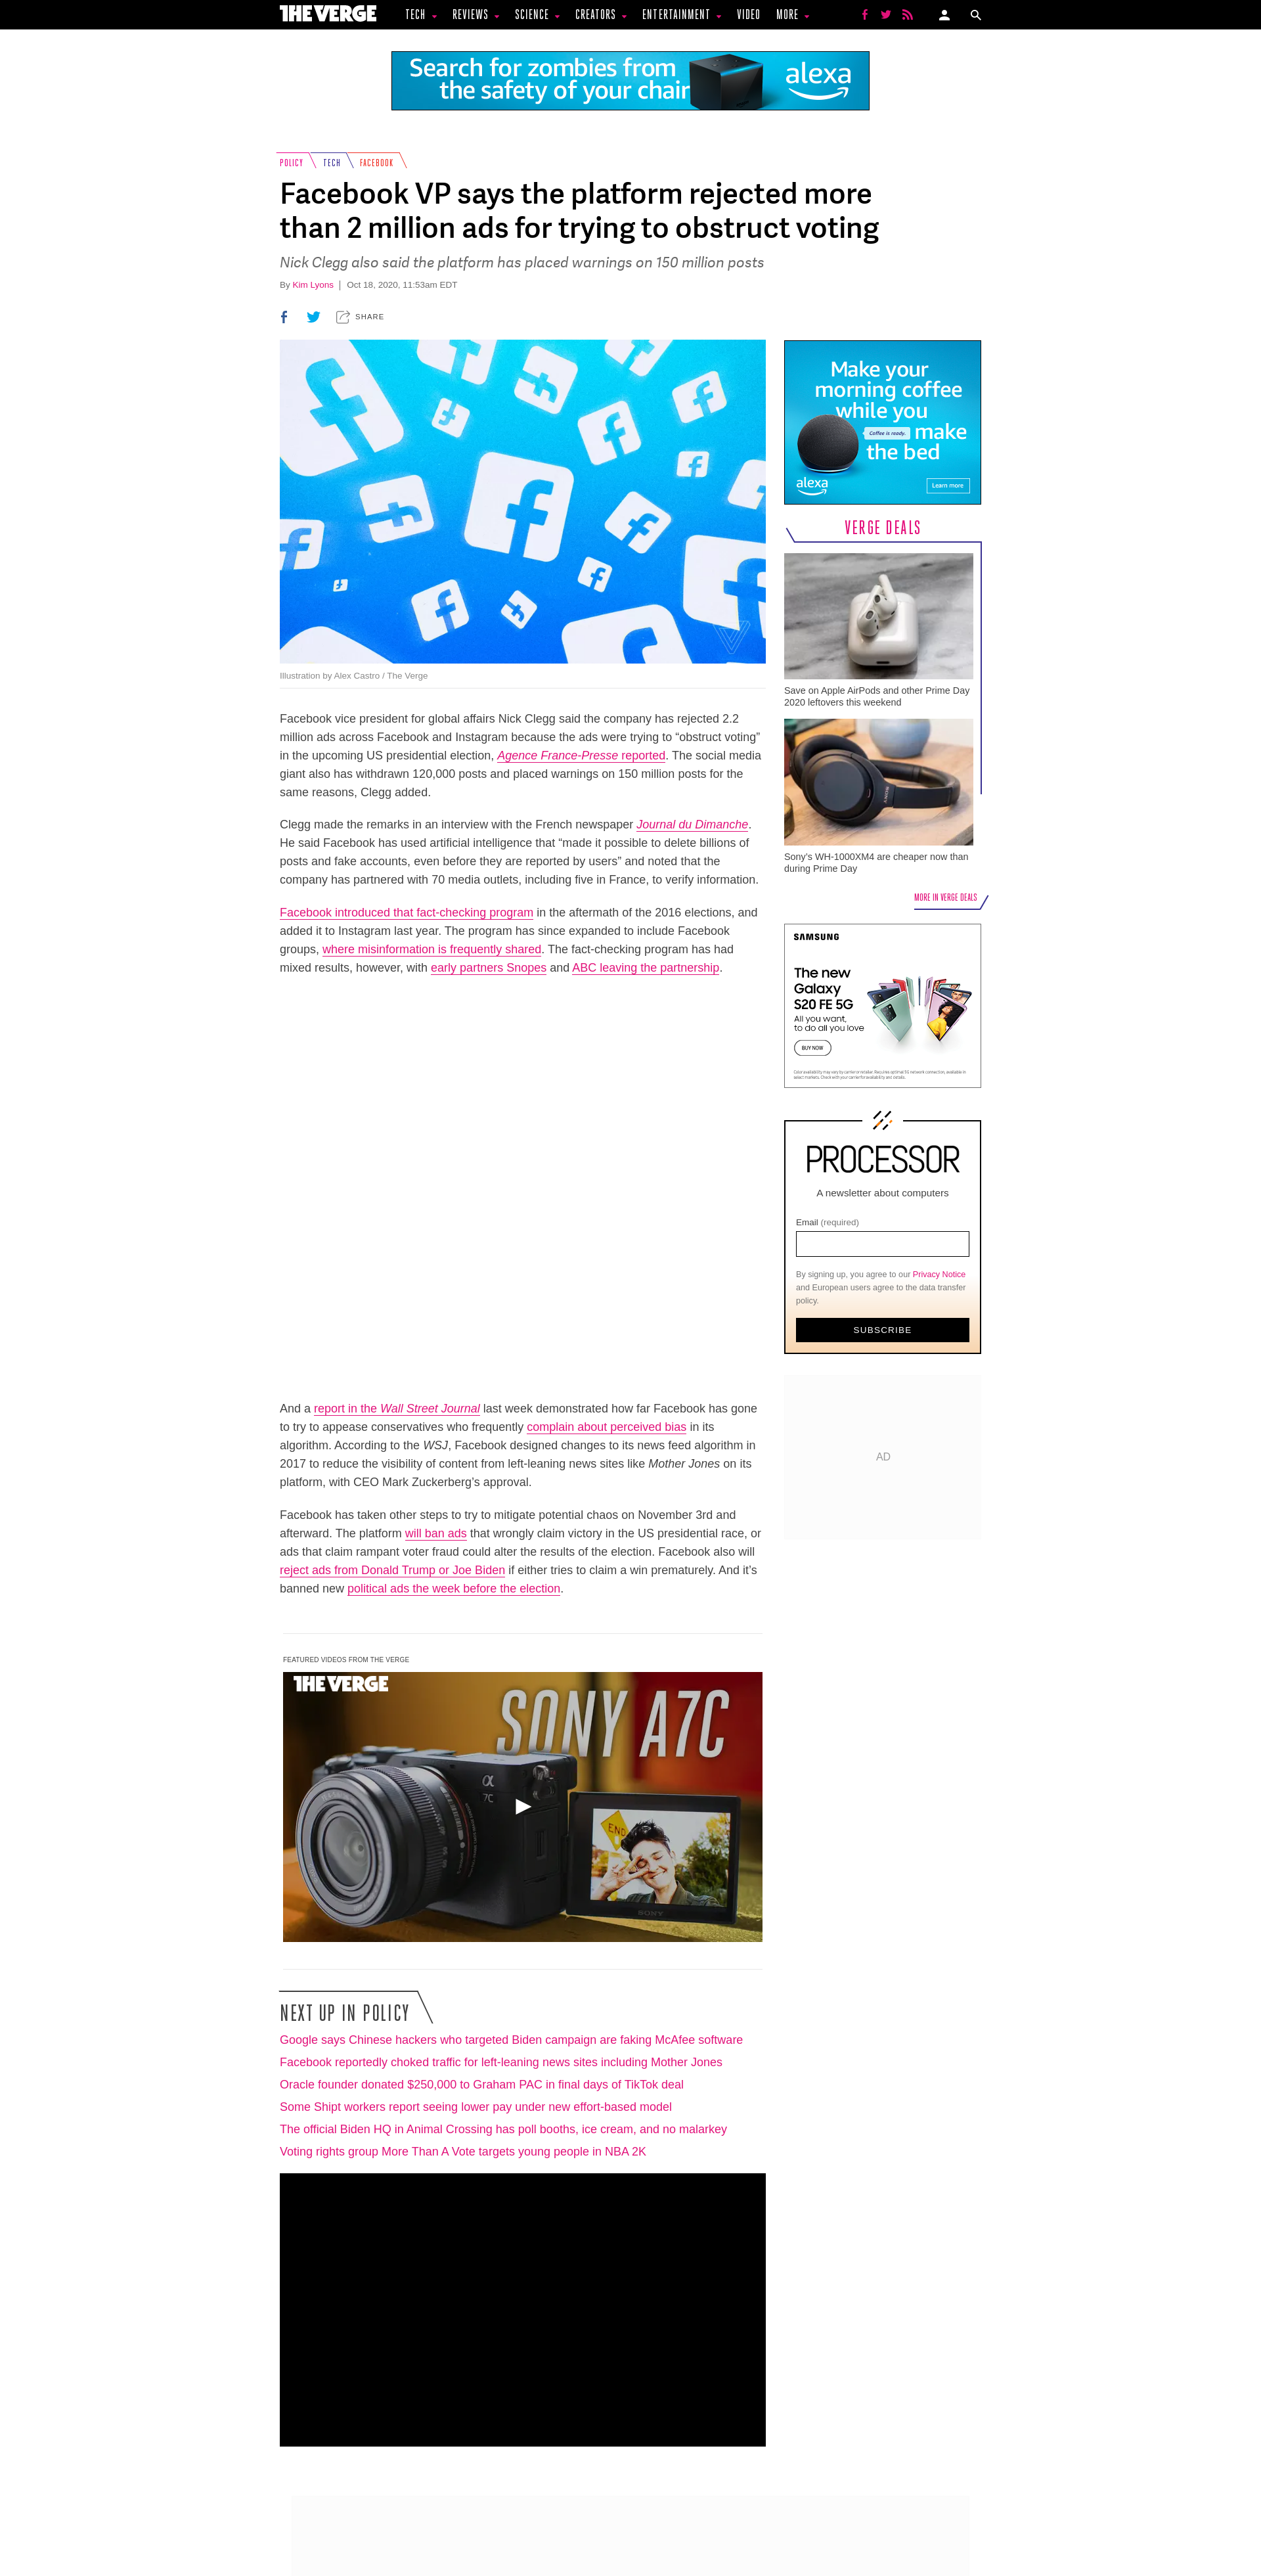 THE VERGE
TECH REVIEWS SCIENCE CREATORS ENTERTAINMENT VIDEO MORE
Search for zombies from
the safety of your chair
alexa
POLICY TECH FACEBOOK
Facebook VP says the platform rejected more
than 2 million ads for trying to obstruct voting
Nick Clegg also said the platform has placed warnings on 150 million posts
By Kim Lyons | Oct 18, 2020, 11:53am EDT
SHARE
Illustration by Alex Castro / The Verge
Facebook vice president for global affairs Nick Clegg said the company has rejected 2.2
million ads across Facebook and Instagram because the ads were trying to “obstruct voting”
in the upcoming US presidential election, Agence France-Presse reported. The social media
giant also has withdrawn 120,000 posts and placed warnings on 150 million posts for the
same reasons, Clegg added.
Clegg made the remarks in an interview with the French newspaper Journal du Dimanche.
He said Facebook has used artificial intelligence that “made it possible to delete billions of
posts and fake accounts, even before they are reported by users” and noted that the
company has partnered with 70 media outlets, including five in France, to verify information.
Facebook introduced that fact-checking program in the aftermath of the 2016 elections, and
added it to Instagram last year. The program has since expanded to include Facebook
groups, where misinformation is frequently shared. The fact-checking program has had
mixed results, however, with early partners Snopes and ABC leaving the partnership.
And a report in the Wall Street Journal last week demonstrated how far Facebook has gone
to try to appease conservatives who frequently complain about perceived bias in its
algorithm. According to the WSJ, Facebook designed changes to its news feed algorithm in
2017 to reduce the visibility of content from left-leaning news sites like Mother Jones on its
platform, with CEO Mark Zuckerberg’s approval.
Facebook has taken other steps to try to mitigate potential chaos on November 3rd and
afterward. The platform will ban ads that wrongly claim victory in the US presidential race, or
ads that claim rampant voter fraud could alter the results of the election. Facebook also will
reject ads from Donald Trump or Joe Biden if either tries to claim a win prematurely. And it’s
banned new political ads the week before the election.
FEATURED VIDEOS FROM THE VERGE
THE VERGE
SONY A7C
α
7C
END
SONY
NEXT UP IN POLICY
Google says Chinese hackers who targeted Biden campaign are faking McAfee software
Facebook reportedly choked traffic for left-leaning news sites including Mother Jones
Oracle founder donated $250,000 to Graham PAC in final days of TikTok deal
Some Shipt workers report seeing lower pay under new effort-based model
The official Biden HQ in Animal Crossing has poll booths, ice cream, and no malarkey
Voting rights group More Than A Vote targets young people in NBA 2K
Make your
morning coffee
while you
Coffee is ready. make
the bed
alexa
Learn more
VERGE DEALS
Save on Apple AirPods and other Prime Day
2020 leftovers this weekend
SONY
Sony’s WH-1000XM4 are cheaper now than
during Prime Day
MORE IN VERGE DEALS
SAMSUNG
The new
Galaxy
S20 FE 5G
All you want,
to do all you love
BUY NOW
Color availability may vary by carrier or retailer. Requires optimal 5G network connection, available in
select markets. Check with your carrier for availability and details.
PROCESSOR
A newsletter about computers
Email (required)
By signing up, you agree to our Privacy Notice
and European users agree to the data transfer
policy.
SUBSCRIBE
AD